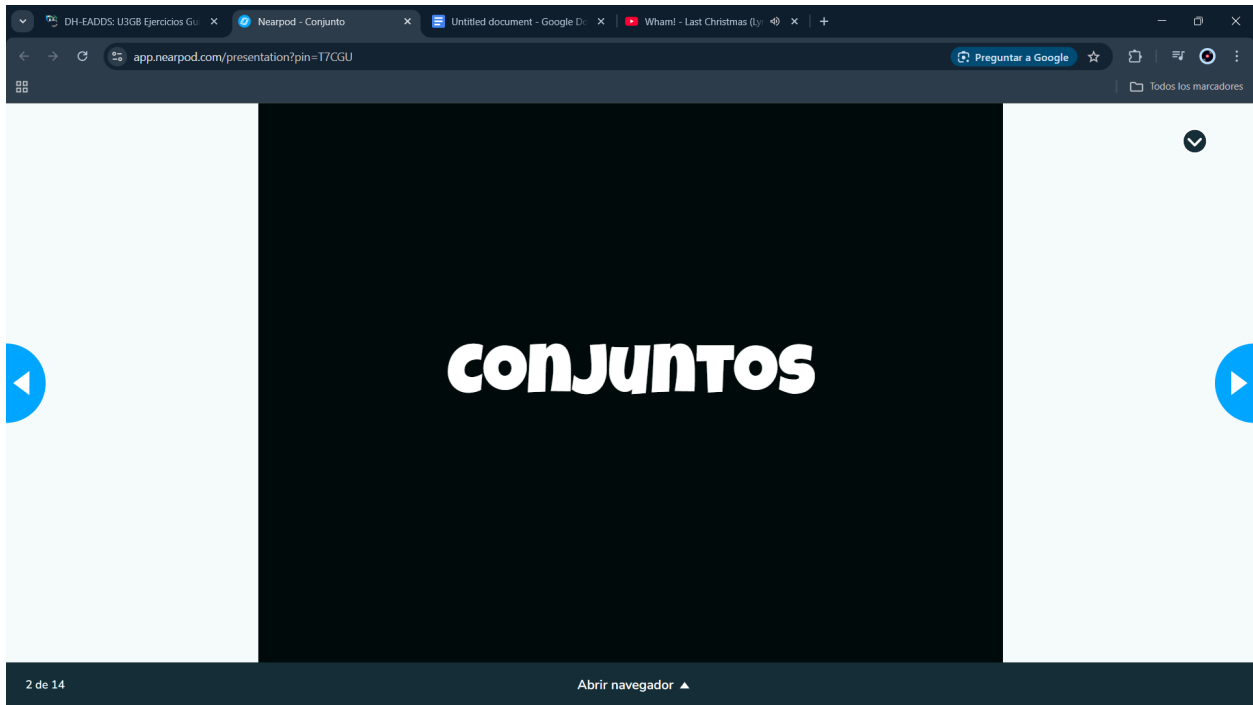 DH-EADDS: U3GB Ejercicios Gu
Nearpod - Conjunto
Untitled document - Google Do
Wham! - Last Christmas (Ly
app.nearpod.com/presentation?pin=T7CGU
Preguntar a Google
Todos los marcadores
conjuntos
2 de 14
Abrir navegador